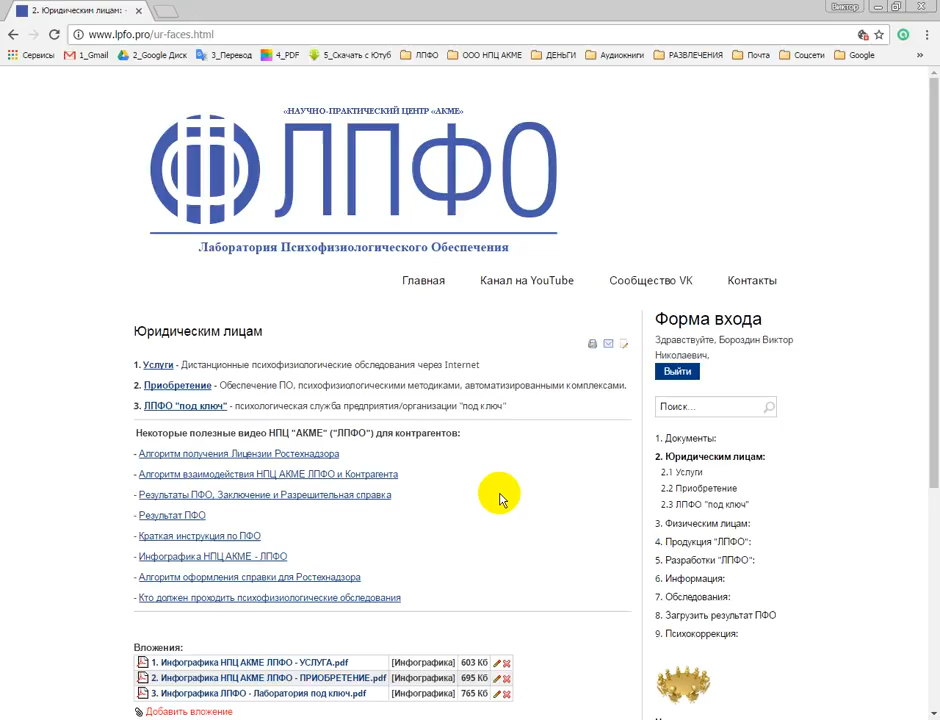 2. Юридическим лицам:
Виктор
www.lpfo.pro/ur-faces.html
Сервисы
1_Gmail
2_Google Диск
3_Перевод
4_PDF
5_Скачать с Ютуб
ЛПФО
ООО НПЦ АКМЕ
ДЕНЬГИ
Аудиокниги
РАЗВЛЕЧЕНИЯ
Почта
Соцсети
Google
«НАУЧНО-ПРАКТИЧЕСКИЙ ЦЕНТР «АКМЕ»
ЛПФО
Лаборатория Психофизиологического Обеспечения
Главная
Канал на YouTube
Сообщество VK
Контакты
Юридическим лицам
1. Услуги - Дистанционные психофизиологические обследования через Internet
2. Приобретение - Обеспечение ПО, психофизиологическими методиками, автоматизированными комплексами.
3. ЛПФО "под ключ" - психологическая служба предприятия/организации "под ключ"
Некоторые полезные видео НПЦ "АКМЕ" ("ЛПФО") для контрагентов:
- Алгоритм получения Лицензии Ростехнадзора
- Алгоритм взаимодействия НПЦ АКМЕ ЛПФО и Контрагента
- Результаты ПФО, Заключение и Разрешительная справка
- Результат ПФО
- Краткая инструкция по ПФО
- Инфографика НПЦ АКМЕ - ЛПФО
- Алгоритм оформления справки для Ростехнадзора
- Кто должен проходить психофизиологические обследования
Вложения:
1. Инфографика НПЦ АКМЕ ЛПФО - УСЛУГА.pdf [Инфографика] 603 Кб
2. Инфографика НПЦ АКМЕ ЛПФО - ПРИОБРЕТЕНИЕ.pdf [Инфографика] 695 Кб
3. Инфографика ЛПФО - Лаборатория под ключ.pdf [Инфографика] 765 Кб
Добавить вложение
Форма входа
Здравствуйте, Бороздин Виктор
Николаевич,
Выйти
Поиск...
1. Документы:
2. Юридическим лицам:
2.1 Услуги
2.2 Приобретение
2.3 ЛПФО "под ключ"
3. Физическим лицам:
4. Продукция "ЛПФО":
5. Разработки "ЛПФО":
6. Информация:
7. Обследования:
8. Загрузить результат ПФО
9. Психокоррекция: